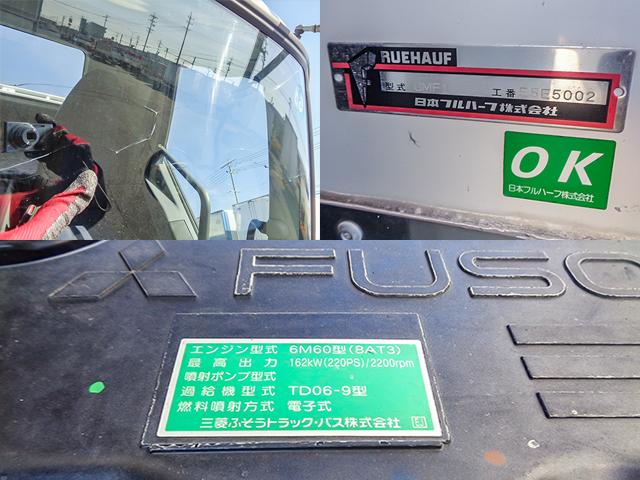 RUEHAUF
型式
工番 E5002
日本フルハーフ株式会社
OK
日本フルハーフ株式会社
FUSO
エンジン型式 6M60型(8AT3)
最高出力 162kW(220PS)/2200rpm
噴射ポンプ型式
過給機型式 TD06-9型
燃料噴射方式 電子式
三菱ふそうトラック・バス株式会社